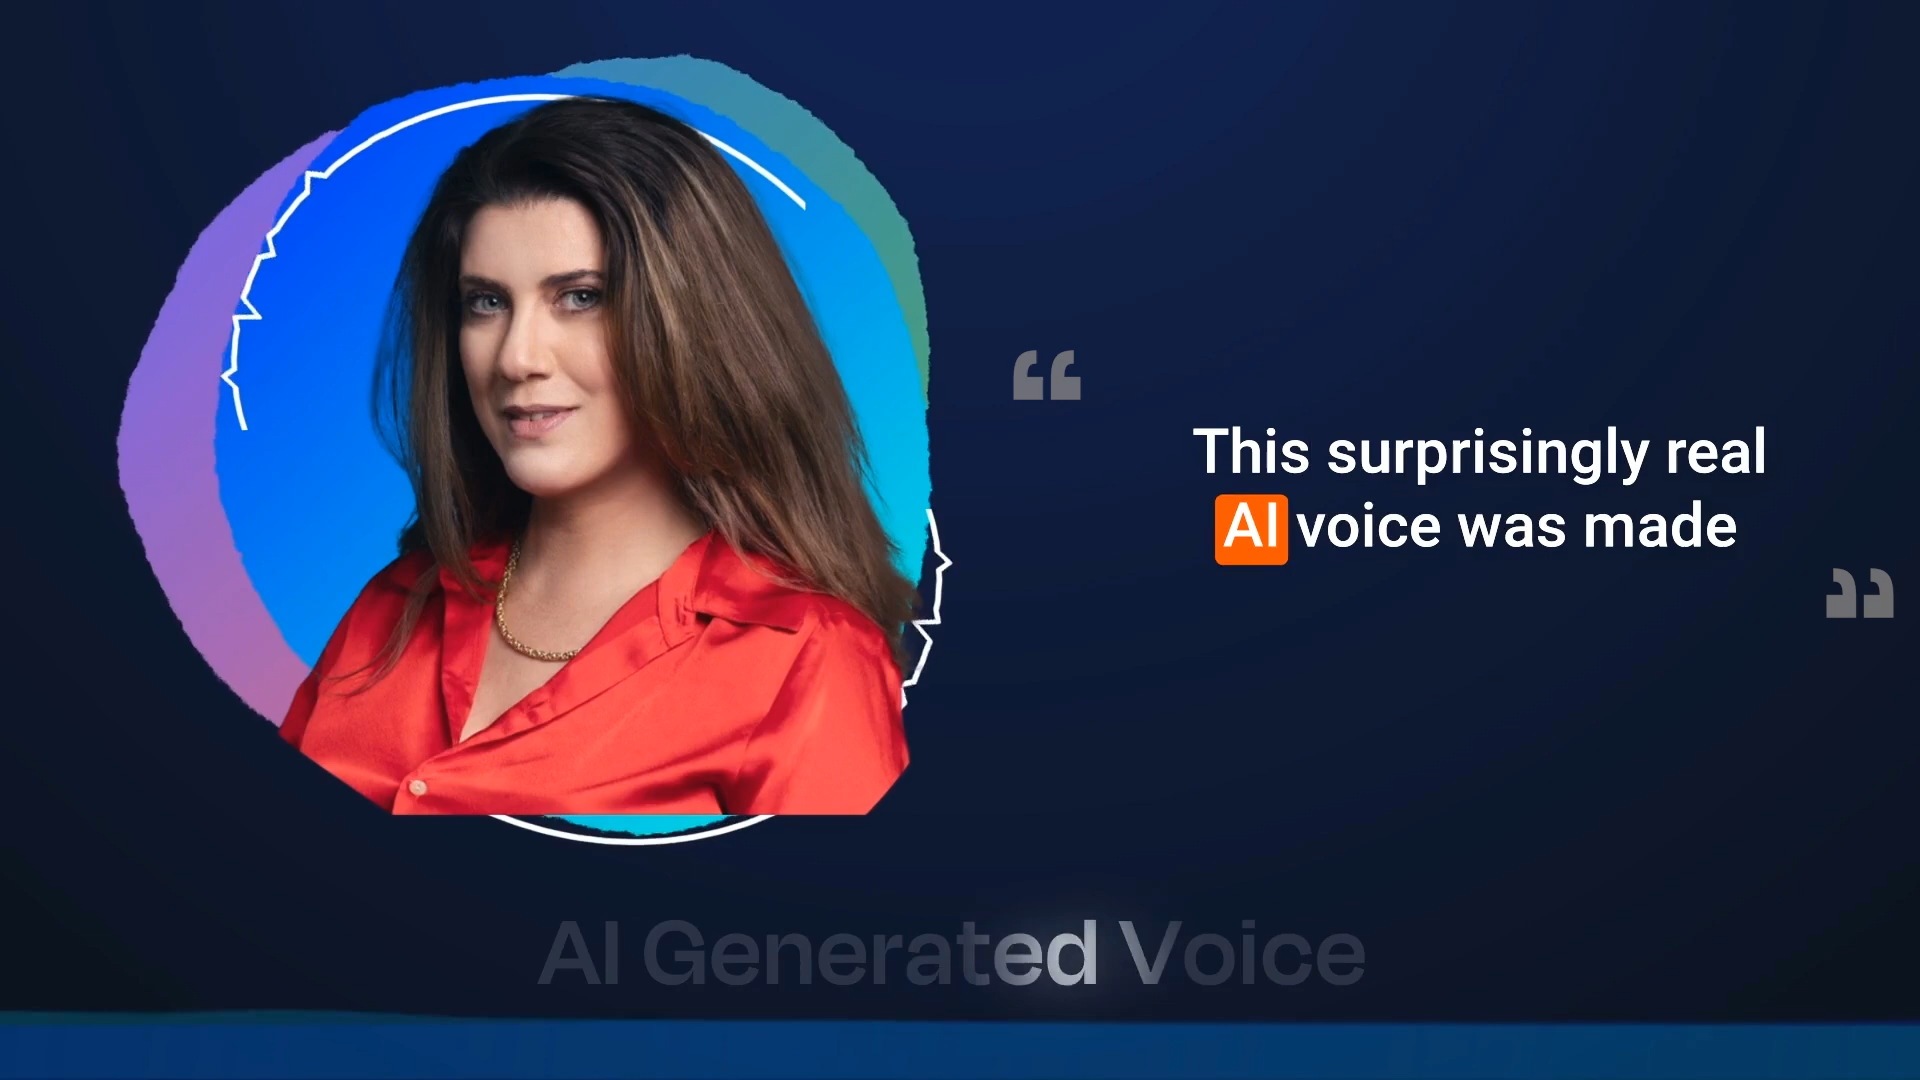 “
This surprisingly real
AI voice was made
”
AI Generated Voice